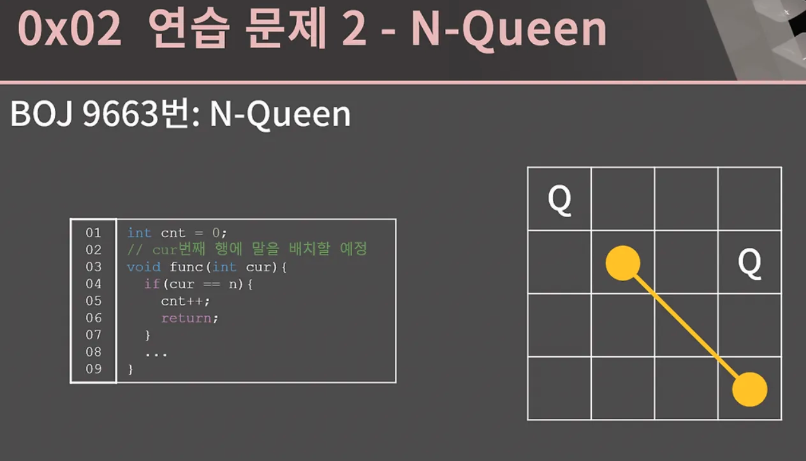 0x02 연습 문제 2 - N-Queen
BOJ 9663번: N-Queen
01 int cnt = 0;
02 // cur번째 행에 말을 배치할 예정
03 void func(int cur){
04   if(cur == n){
05     cnt++;
06     return;
07   }
08   ...
09 }
Q
Q